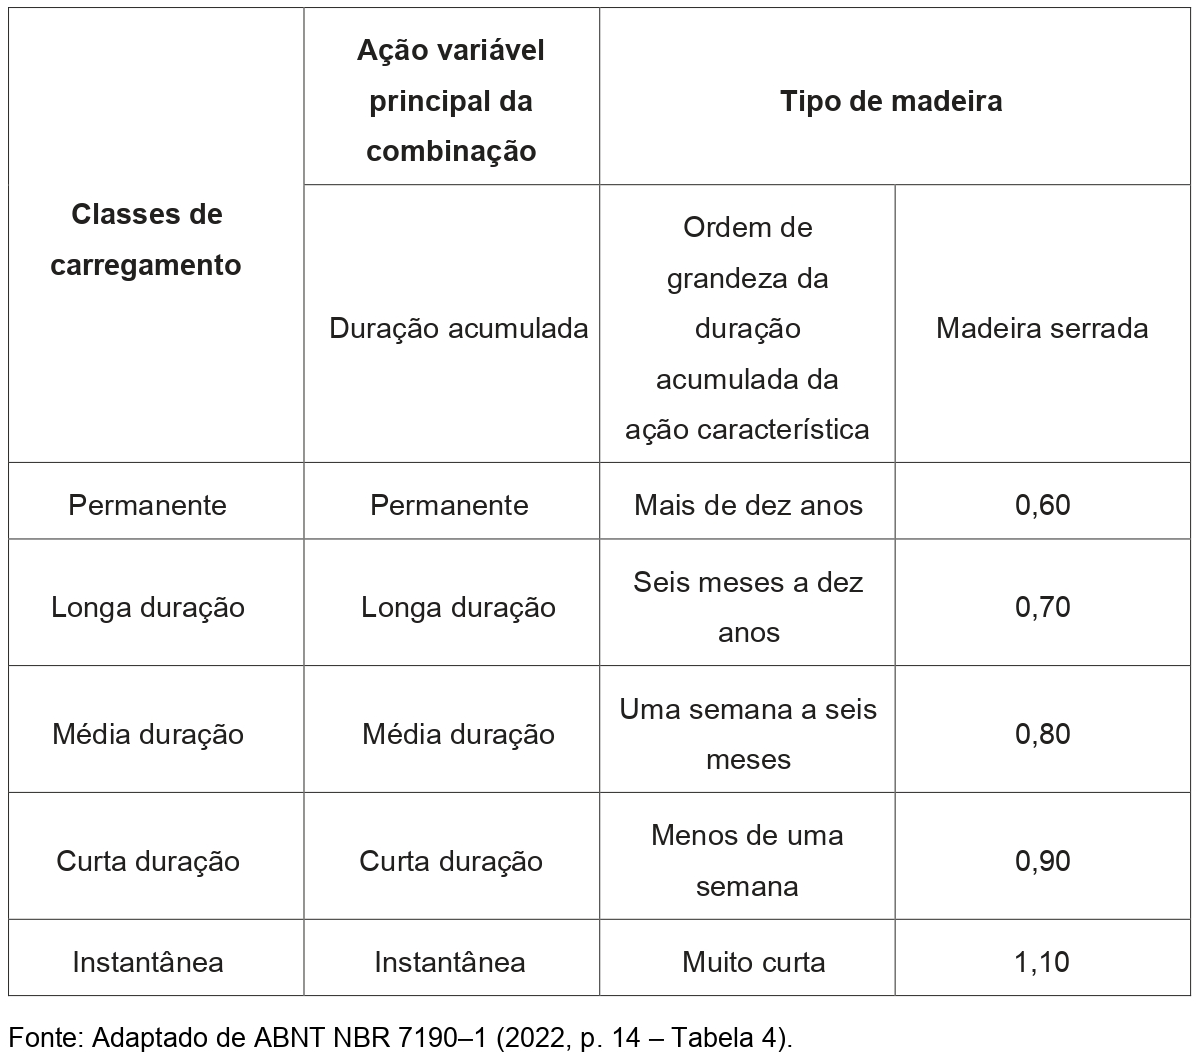 Classes de
carregamento
Ação variável
principal da
combinação
Tipo de madeira
Duração acumulada
Ordem de
grandeza da
duração
acumulada da
ação característica
Madeira serrada
Permanente
Permanente
Mais de dez anos
0,60
Longa duração
Longa duração
Seis meses a dez
anos
0,70
Média duração
Média duração
Uma semana a seis
meses
0,80
Curta duração
Curta duração
Menos de uma
semana
0,90
Instantânea
Instantânea
Muito curta
1,10
Fonte: Adaptado de ABNT NBR 7190–1 (2022, p. 14 – Tabela 4).